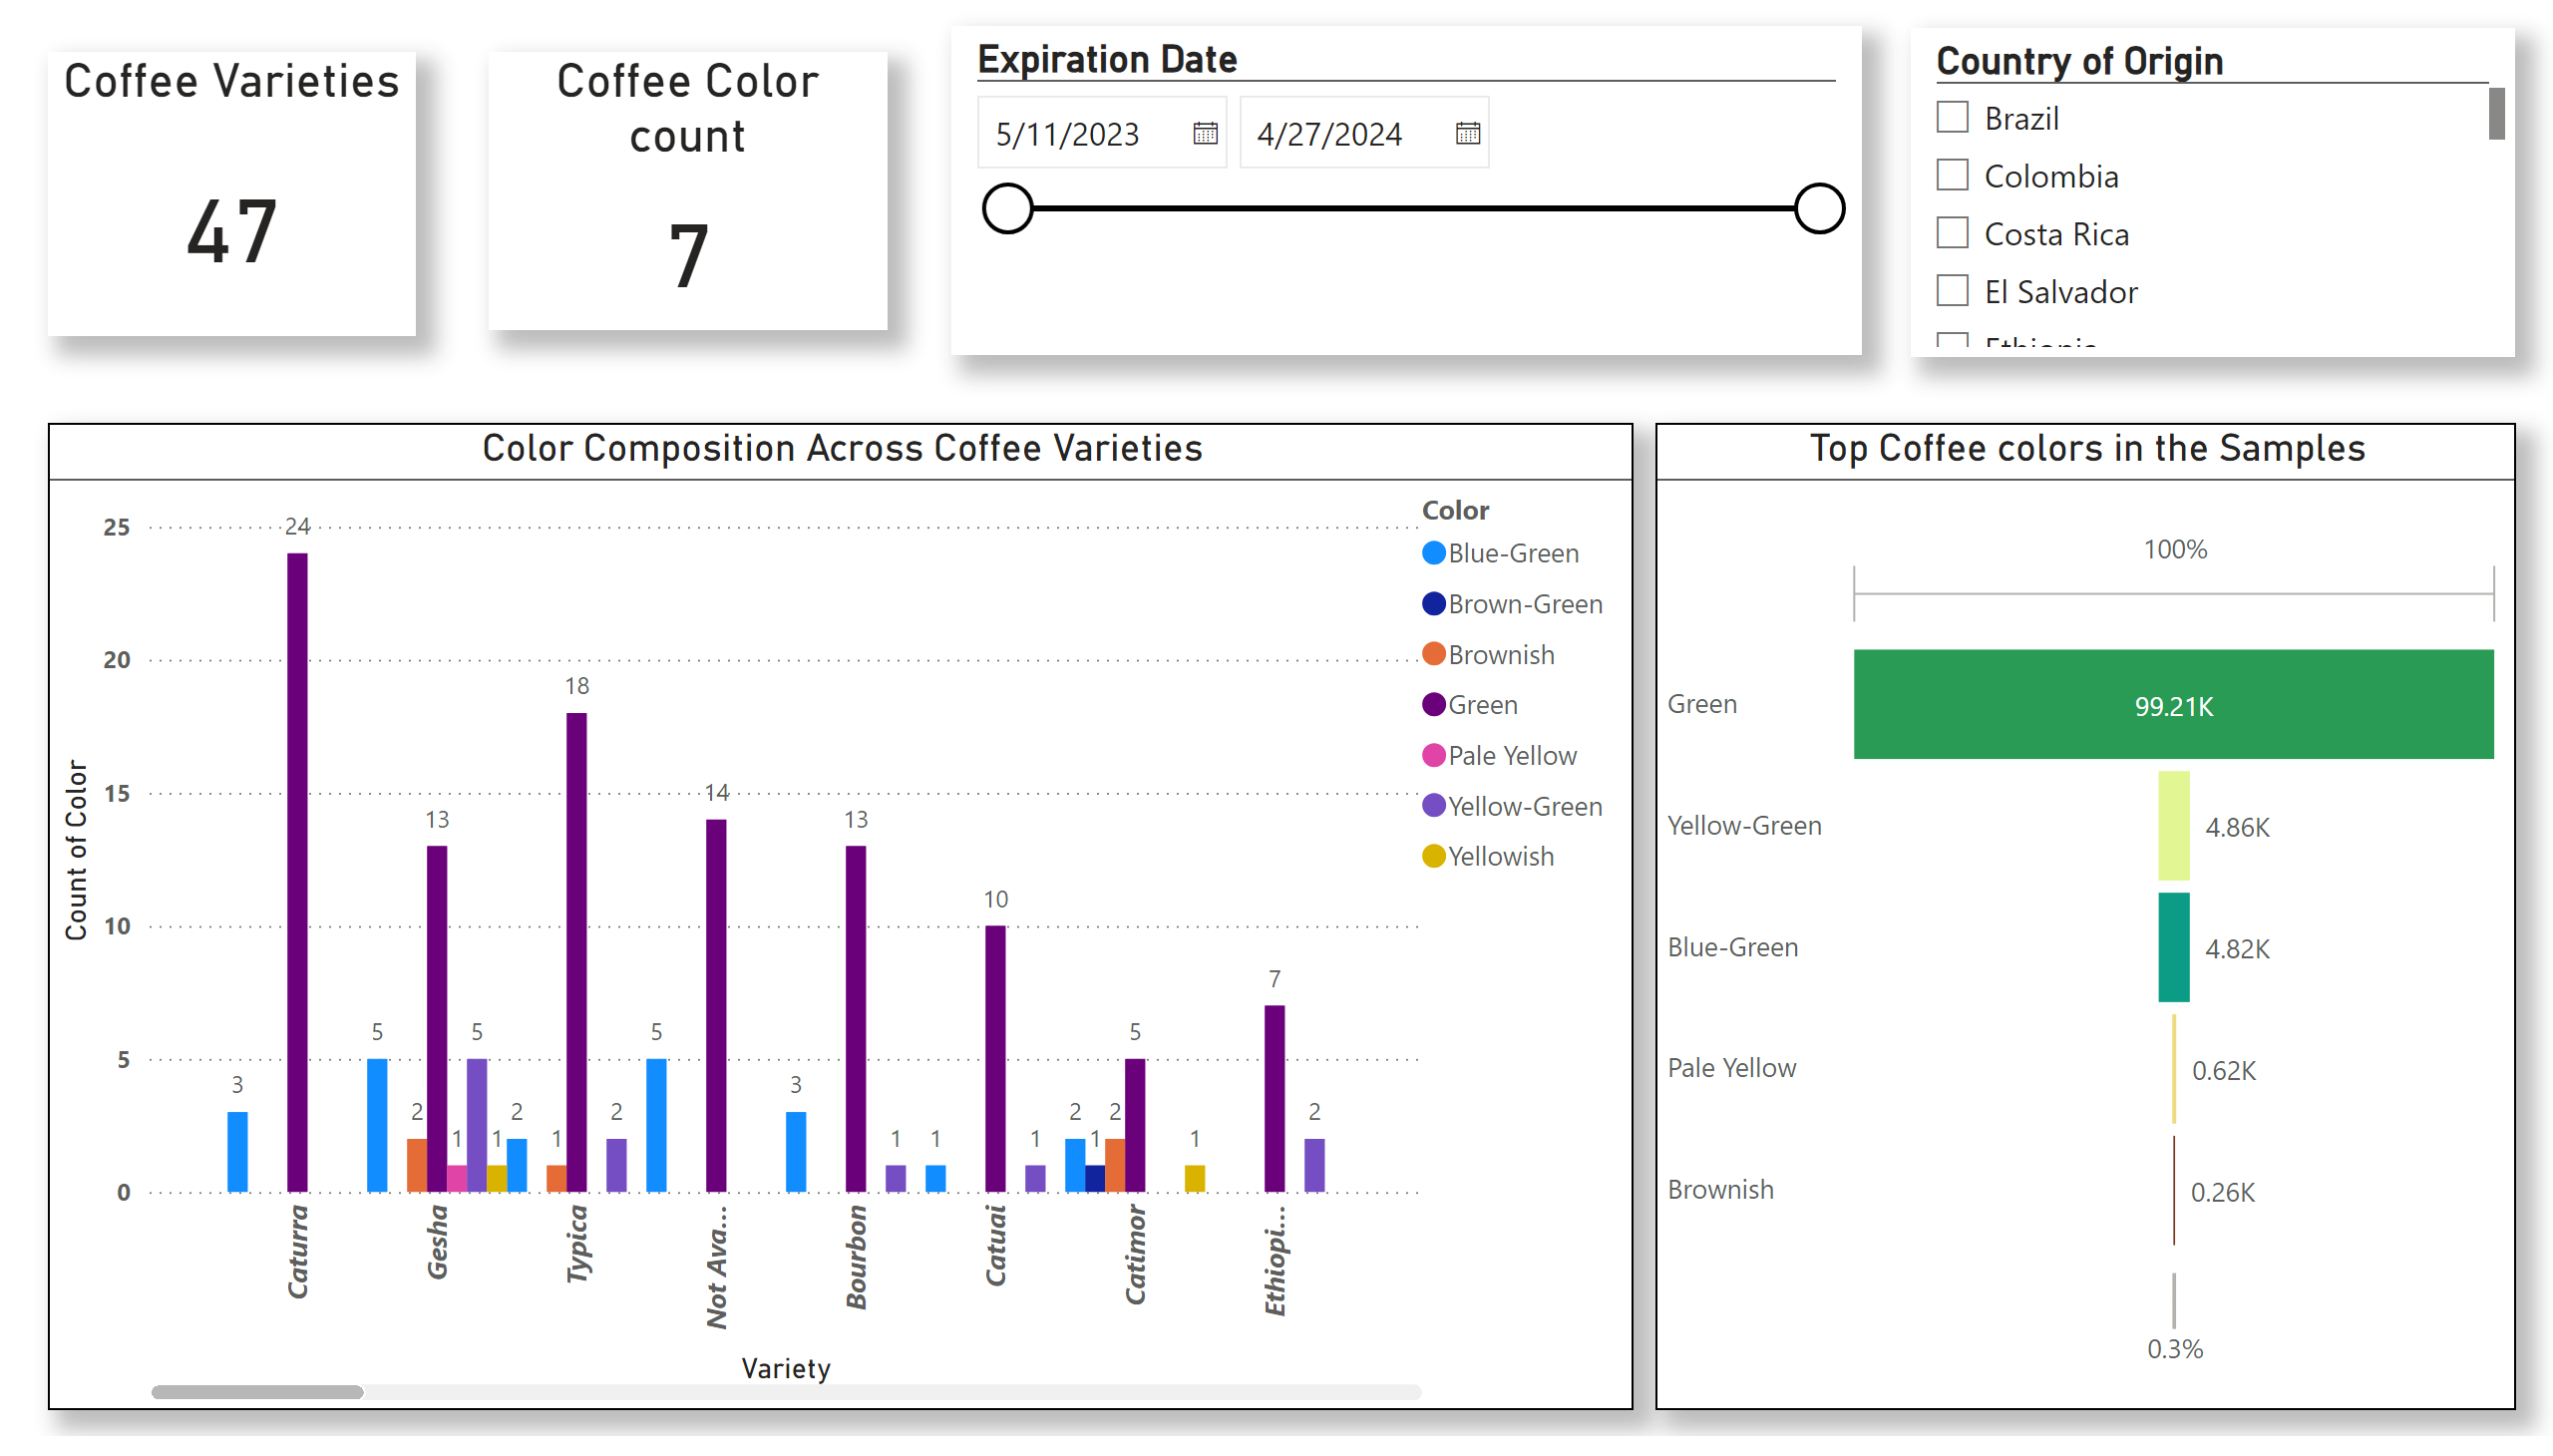 Coffee Varieties
47
Coffee Color
count
7
Expiration Date
5/11/2023
4/27/2024
Country of Origin
Brazil
Colombia
Costa Rica
El Salvador
Color Composition Across Coffee Varieties
Count of Color
25
20
15
10
5
0
24
18
14
13
13
10
7
5
5
5
5
3
3
2
2
2
2
2
2
1
1
1
1
1
1
1
1
Caturra
Gesha
Typica
Not Ava...
Bourbon
Catuai
Catimor
Ethiopi...
Variety
Color
Blue-Green
Brown-Green
Brownish
Green
Pale Yellow
Yellow-Green
Yellowish
Top Coffee colors in the Samples
100%
Green
99.21K
Yellow-Green
4.86K
Blue-Green
4.82K
Pale Yellow
0.62K
Brownish
0.26K
0.3%